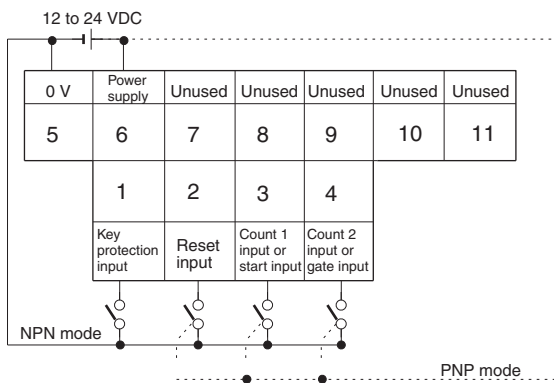 12 to 24 VDC
0 V
Power
supply
Unused
Unused
Unused
Unused
Unused
5
6
7
8
9
10
11
1
2
3
4
Key
protection
input
Reset
input
Count 1
input or
start input
Count 2
input or
gate input
NPN mode
PNP mode